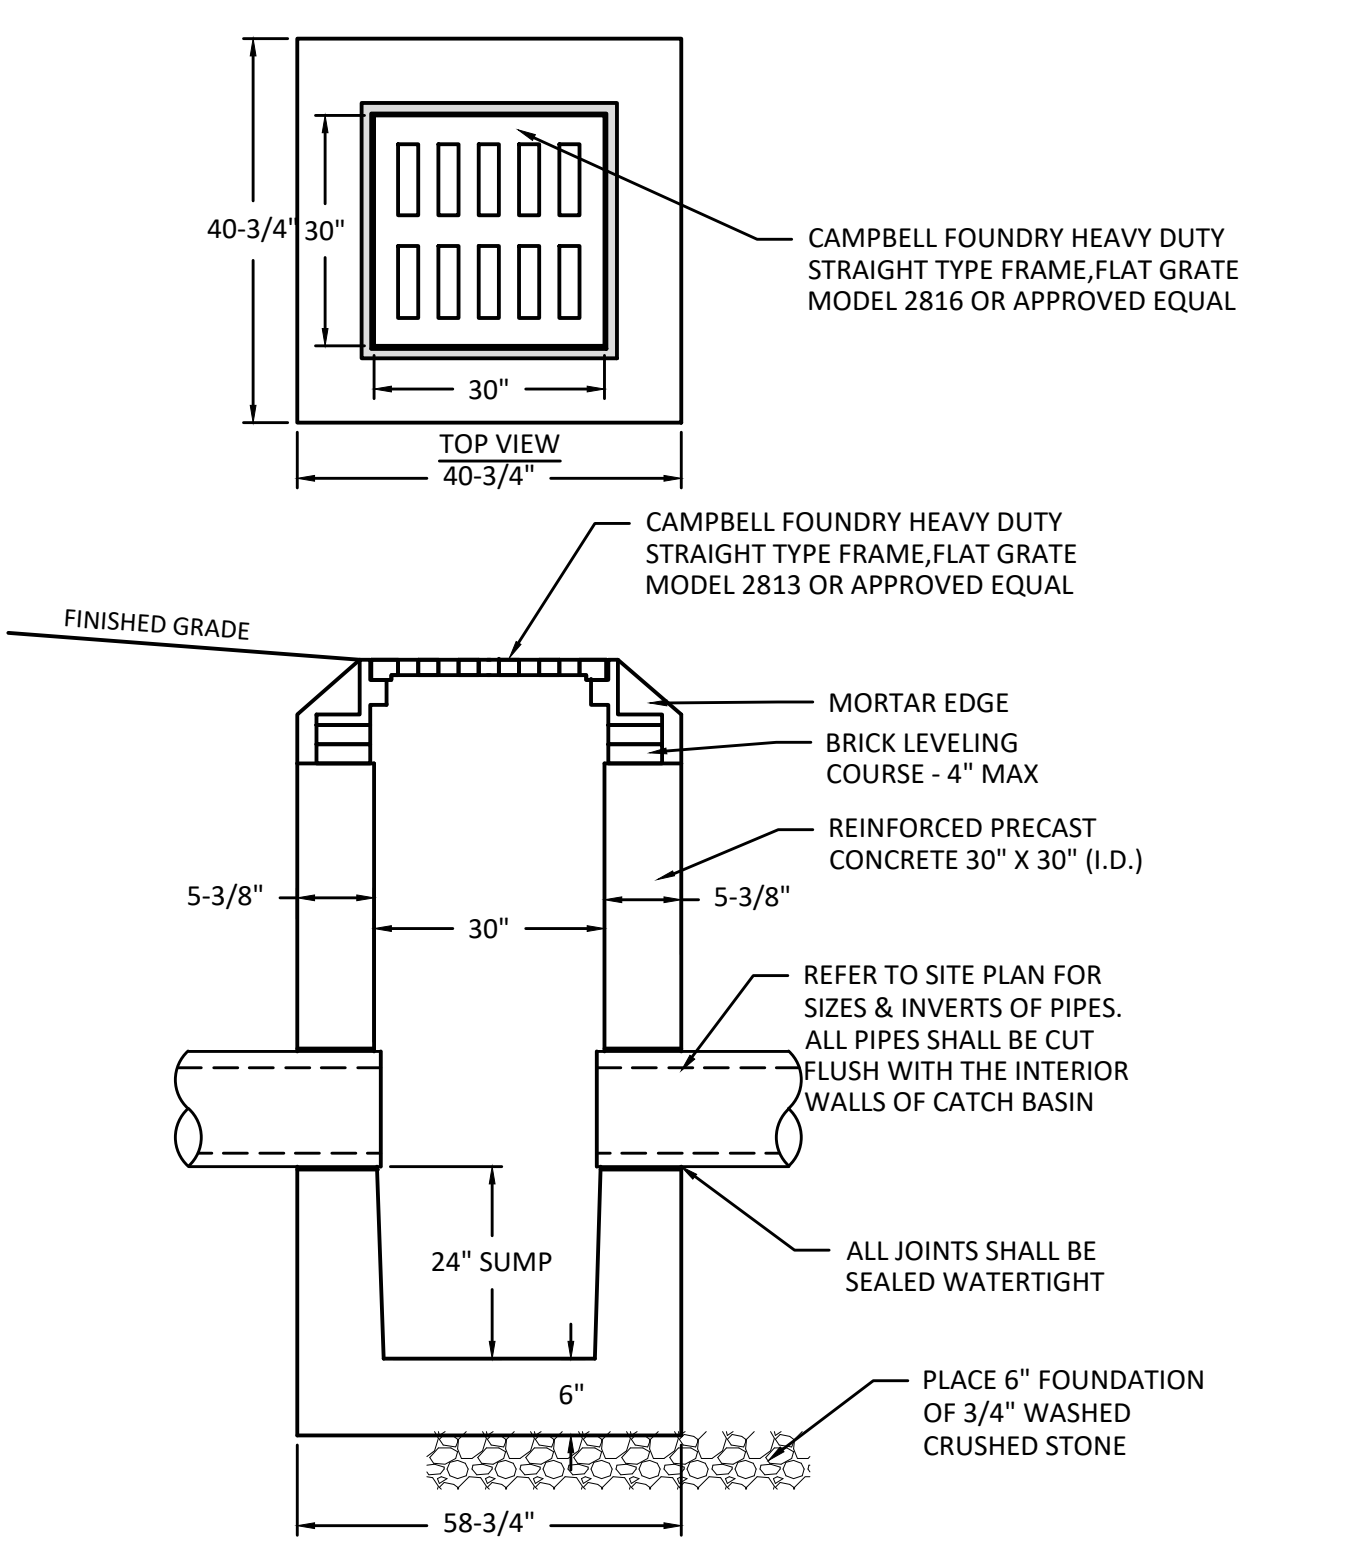 40-3/4"
30"
CAMPBELL FOUNDRY HEAVY DUTY
STRAIGHT TYPE FRAME,FLAT GRATE
MODEL 2816 OR APPROVED EQUAL
30"
TOP VIEW
40-3/4"
CAMPBELL FOUNDRY HEAVY DUTY
STRAIGHT TYPE FRAME,FLAT GRATE
MODEL 2813 OR APPROVED EQUAL
FINISHED GRADE
MORTAR EDGE
BRICK LEVELING
COURSE - 4" MAX
REINFORCED PRECAST
CONCRETE 30" X 30" (I.D.)
5-3/8"
5-3/8"
30"
REFER TO SITE PLAN FOR
SIZES & INVERTS OF PIPES.
ALL PIPES SHALL BE CUT
FLUSH WITH THE INTERIOR
WALLS OF CATCH BASIN
24" SUMP
ALL JOINTS SHALL BE
SEALED WATERTIGHT
6"
PLACE 6" FOUNDATION
OF 3/4" WASHED
CRUSHED STONE
58-3/4"